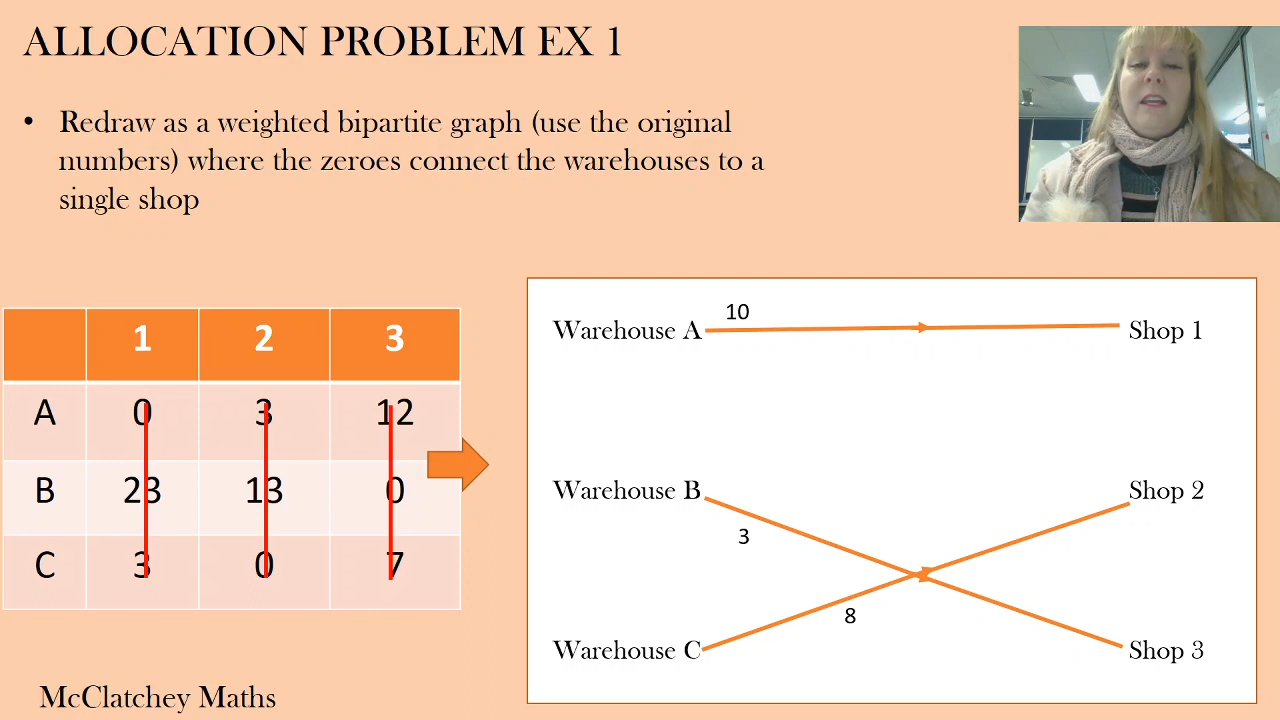 ALLOCATION PROBLEM EX 1
• Redraw as a weighted bipartite graph (use the original
numbers) where the zeroes connect the warehouses to a
single shop
1 2 3
A 0 3 12
B 23 13 0
C 3 0 7
10
Warehouse A Shop 1
Warehouse B Shop 2
3
8
Warehouse C Shop 3
McClatchey Maths